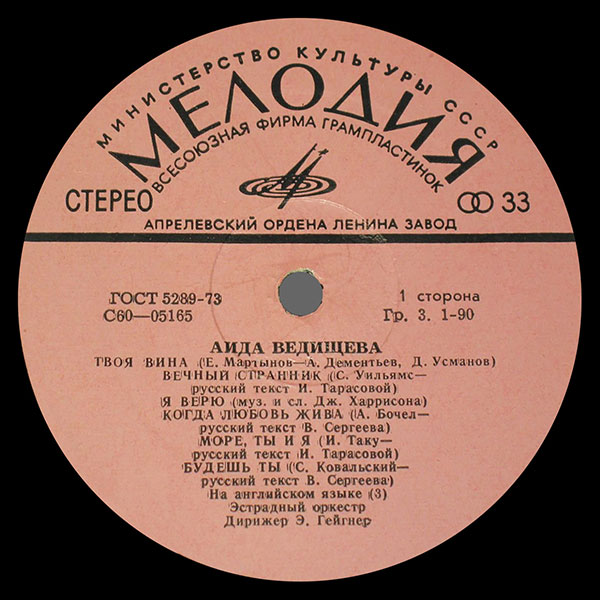 МИНИСТЕРСТВО КУЛЬТУРЫ СССР
МЕЛОДИЯ
ВСЕСОЮЗНАЯ ФИРМА ГРАМПЛАСТИНОК
СТЕРЕО
33
АПРЕЛЕВСКИЙ ОРДЕНА ЛЕНИНА ЗАВОД
ГОСТ 5289-73
1 сторона
С60—05165
Гр. 3. 1-90
АИДА ВЕДИЩЕВА
ТВОЯ ВИНА (Е. Мартынов—А. Дементьев, Д. Усманов)
ВЕЧНЫЙ СТРАННИК (С. Уильямс—
русский текст И. Тарасовой)
Я ВЕРЮ (муз. и сл. Дж. Харрисона)
КОГДА ЛЮБОВЬ ЖИВА (А. Бочел—
русский текст В. Сергеева)
МОРЕ, ТЫ И Я (И. Таку—
русский текст И. Тарасовой)
БУДЕШЬ ТЫ (С. Ковальский—
русский текст В. Сергеева)
На английском языке (3)
Эстрадный оркестр
Дирижер Э. Гейгнер